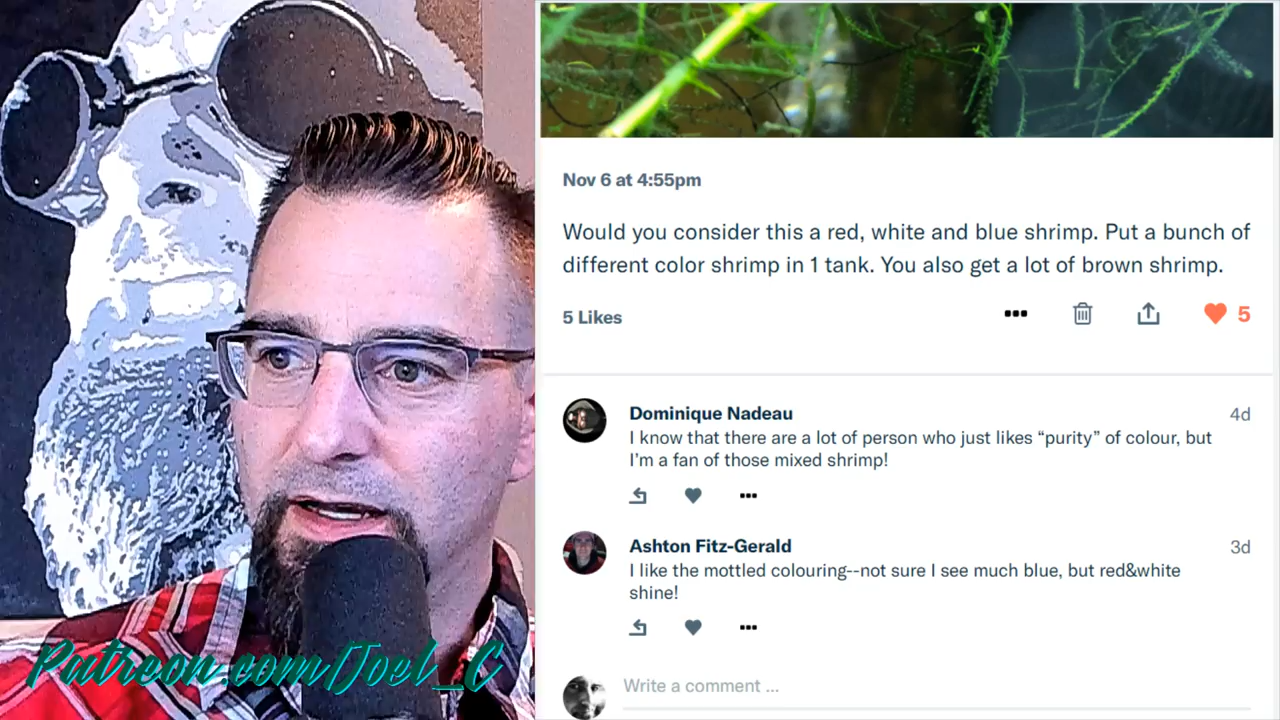 Nov 6 at 4:55pm
Would you consider this a red, white and blue shrimp. Put a bunch of
different color shrimp in 1 tank. You also get a lot of brown shrimp.
5 Likes
5
Dominique Nadeau
4d
I know that there are a lot of person who just likes “purity” of colour, but
I’m a fan of those mixed shrimp!
Ashton Fitz-Gerald
3d
I like the mottled colouring--not sure I see much blue, but red&white
shine!
Write a comment ...
Patreon.com/Joel_C